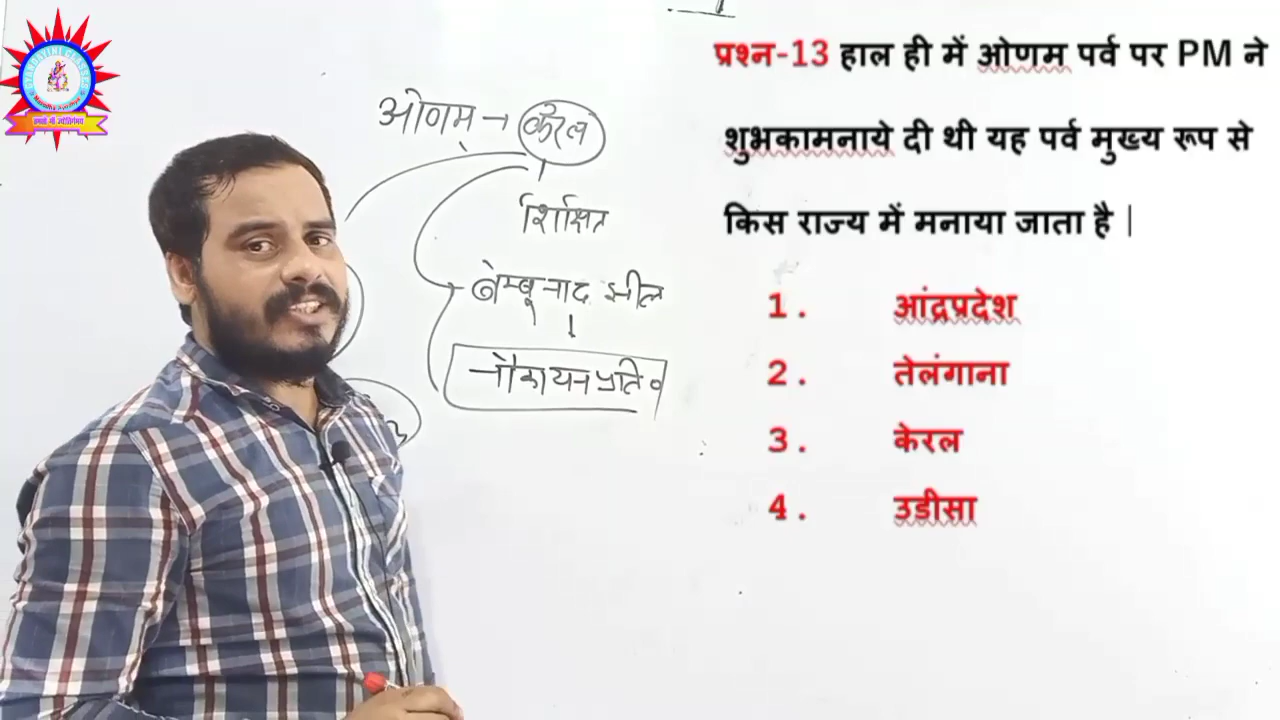 प्रश्न-13 हाल ही में ओणम पर्व पर PM ने
शुभकामनाये दी थी यह पर्व मुख्य रूप से
किस राज्य में मनाया जाता है |
1. आंद्रप्रदेश
2. तेलंगाना
3. केरल
4. उडीसा
ओणम → केरल
शिक्षित
बेम्बूनाद झील
नौकायन प्रति०